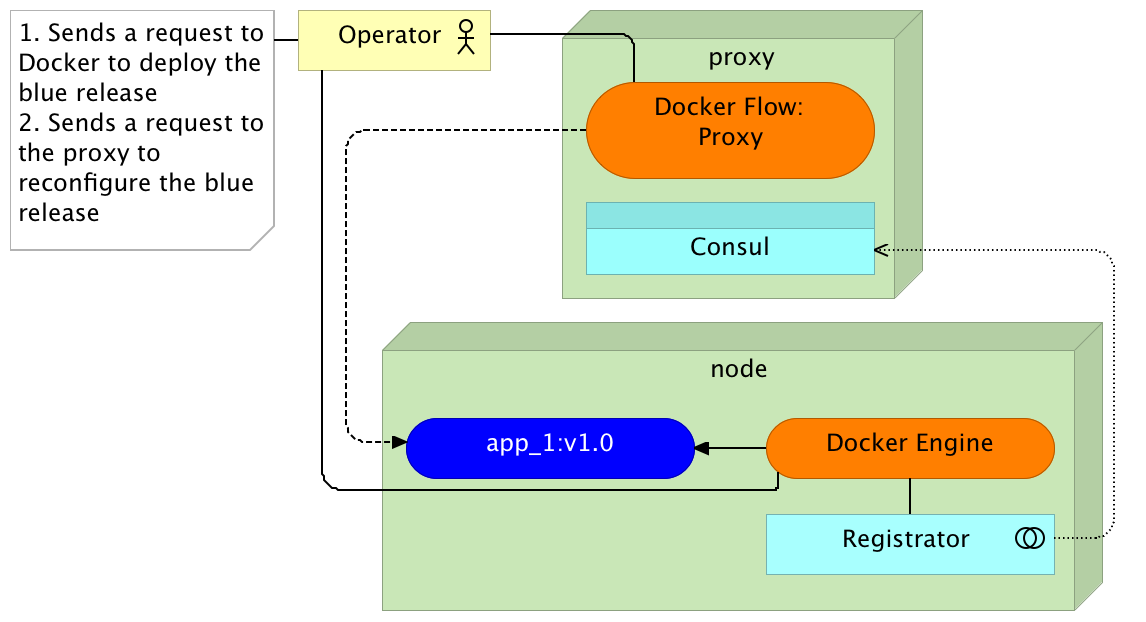 1. Sends a request to
Docker to deploy the
blue release
2. Sends a request to
the proxy to
reconfigure the blue
release
Operator
proxy
Docker Flow:
Proxy
Consul
node
app_1:v1.0
Docker Engine
Registrator